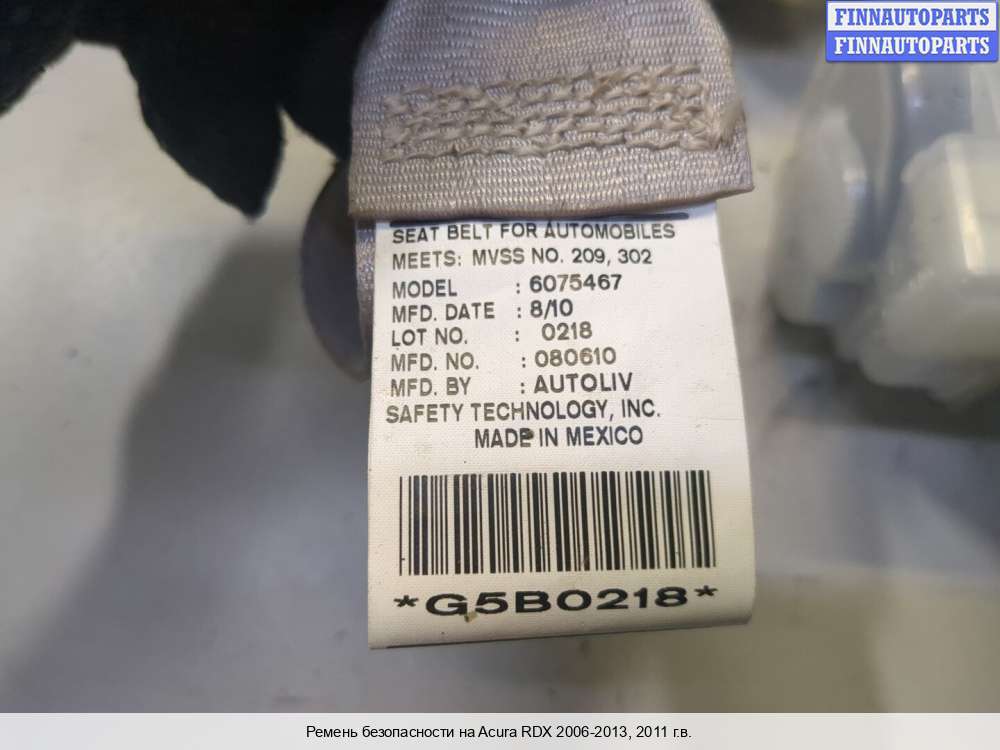 FINNAUTOPARTS
FINNAUTOPARTS
SEAT BELT FOR AUTOMOBILES
MEETS: MVSS NO. 209, 302
MODEL : 6075467
MFD. DATE : 8/10
LOT NO. : 0218
MFD. NO. : 080610
MFD. BY : AUTOLIV
SAFETY TECHNOLOGY, INC.
MADE IN MEXICO
*G5B0218*
Ремень безопасности на Acura RDX 2006-2013, 2011 г.в.